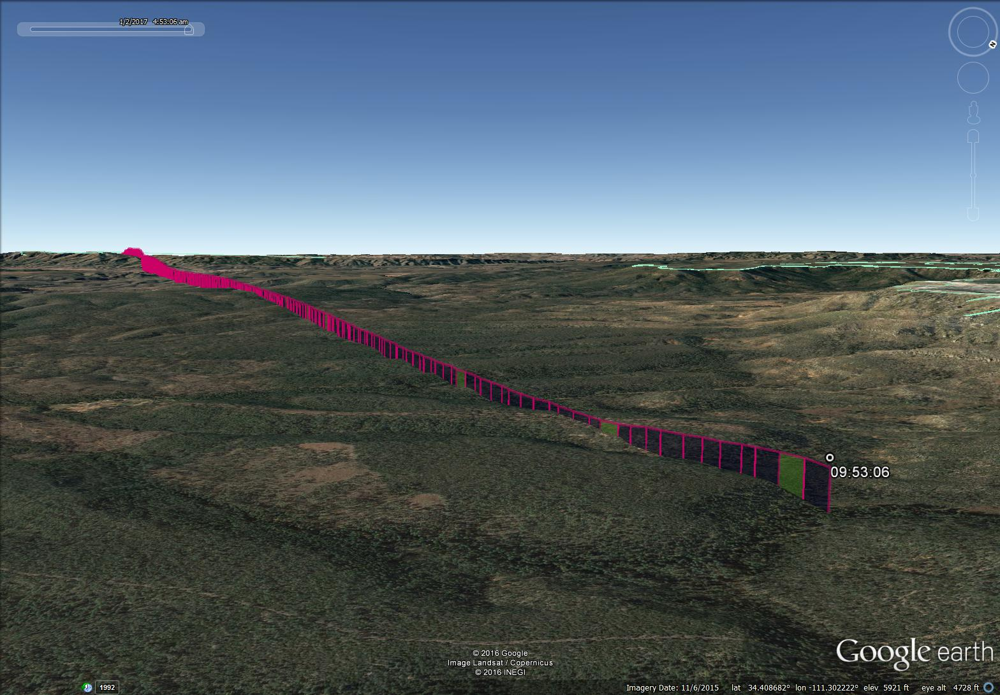 1/2/2017 4:53:06 am
N
09:53:06
Google earth
© 2016 Google
Image Landsat / Copernicus
© 2016 INEGI
1992
Imagery Date: 11/6/2015 lat 34.408682° lon -111.302222° elev 5921 ft eye alt 4728 ft